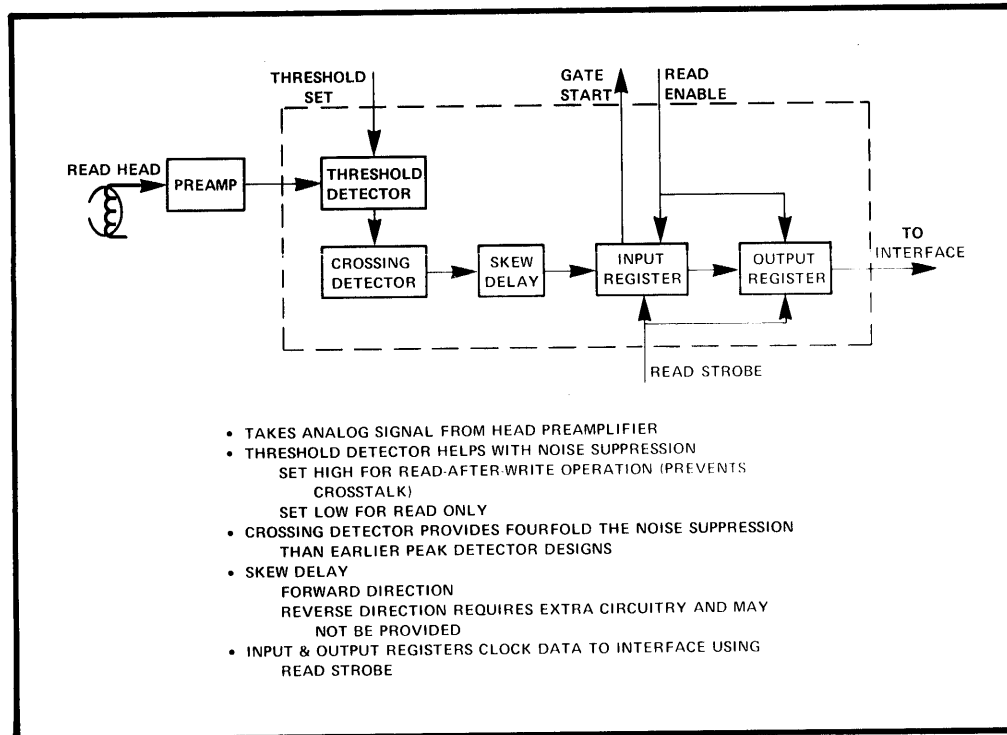 THRESHOLD
SET
GATE
START
READ
ENABLE
READ HEAD
PREAMP
THRESHOLD
DETECTOR
CROSSING
DETECTOR
SKEW
DELAY
INPUT
REGISTER
OUTPUT
REGISTER
TO
INTERFACE
READ STROBE
• TAKES ANALOG SIGNAL FROM HEAD PREAMPLIFIER
• THRESHOLD DETECTOR HELPS WITH NOISE SUPPRESSION
SET HIGH FOR READ-AFTER-WRITE OPERATION (PREVENTS
CROSSTALK)
SET LOW FOR READ ONLY
• CROSSING DETECTOR PROVIDES FOURFOLD THE NOISE SUPPRESSION
THAN EARLIER PEAK DETECTOR DESIGNS
• SKEW DELAY
FORWARD DIRECTION
REVERSE DIRECTION REQUIRES EXTRA CIRCUITRY AND MAY
NOT BE PROVIDED
• INPUT & OUTPUT REGISTERS CLOCK DATA TO INTERFACE USING
READ STROBE